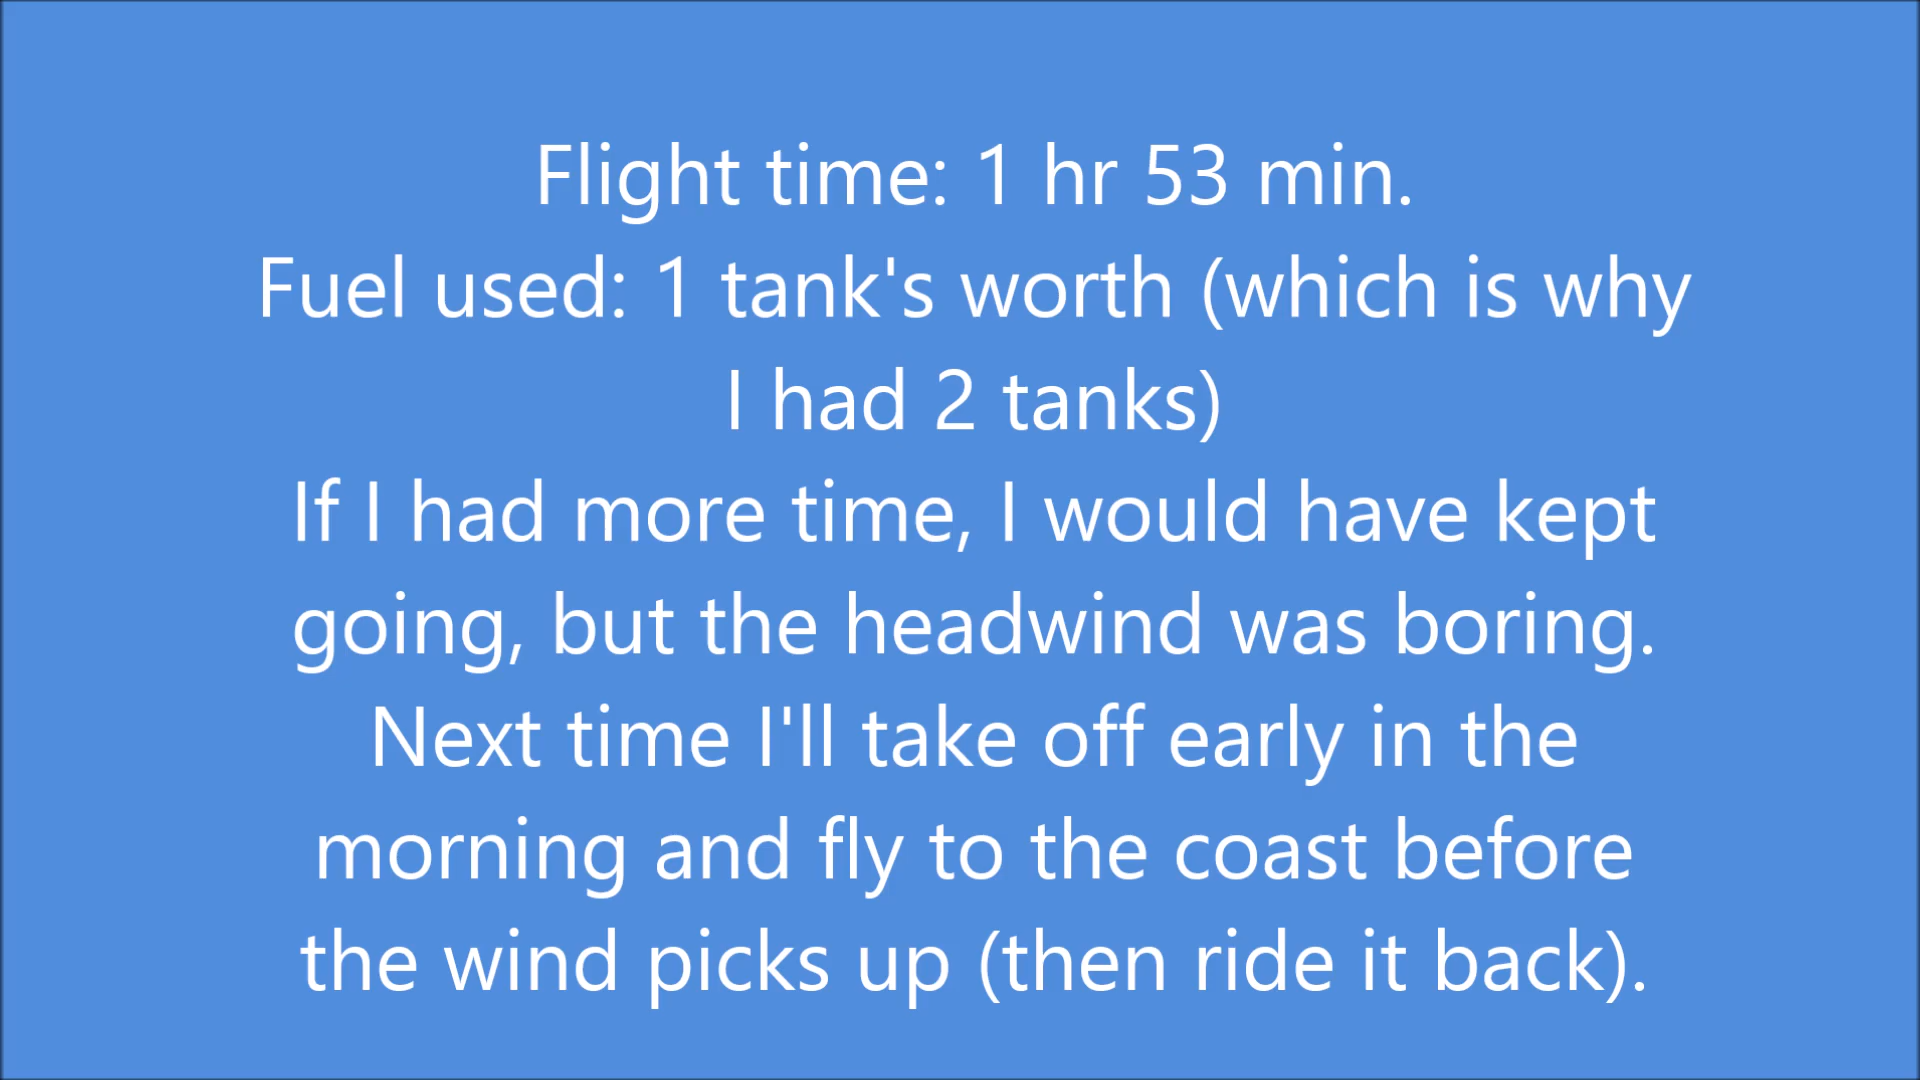 Flight time: 1 hr 53 min.
Fuel used: 1 tank's worth (which is why
I had 2 tanks)
If I had more time, I would have kept
going, but the headwind was boring.
Next time I'll take off early in the
morning and fly to the coast before
the wind picks up (then ride it back).